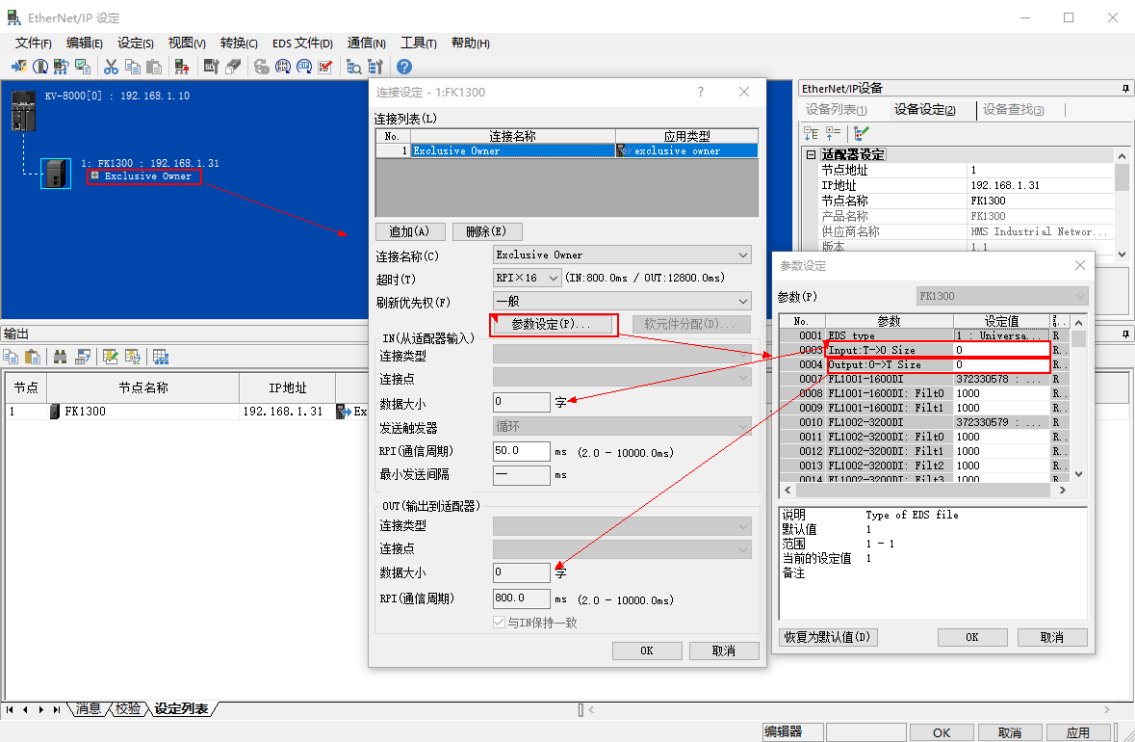 EtherNet/IP 设定
文件(F) 编辑(E) 设定(S) 视图(V) 转换(C) EDS 文件(D) 通信(N) 工具(T) 帮助(H)
KV-8000[0] : 192.168.1.10
1: FK1300 : 192.168.1.31
Exclusive Owner
连接设定 - 1:FK1300
连接列表(L)
No. 连接名称 应用类型
1 Exclusive Owner exclusive owner
追加(A) 删除(E)
连接名称(C) Exclusive Owner
超时(T) RPI×16 (IN:800.0ms / OUT:12800.0ms)
刷新优先权(F) 一般
参数设定(P)... 软元件分配(D)...
IN(从适配器输入)
连接类型
连接点
数据大小 0 字
发送触发器 循环
RPI(通信周期) 50.0 ms (2.0 - 10000.0ms)
最小发送间隔 — ms
OUT(输出到适配器)
连接类型
连接点
数据大小 0 字
RPI(通信周期) 800.0 ms (2.0 - 10000.0ms)
与IN保持一致
OK 取消
EtherNet/IP设备
设备列表(1) 设备设定(2) 设备查找(3)
适配器设定
节点地址 1
IP地址 192.168.1.31
节点名称 FK1300
产品名称 FK1300
供应商名称 HMS Industrial Networ...
版本 1.1
参数设定
参数(P) FK1300
No. 参数 设定值
0001 EDS type 1 : Universa... R
0003 Input:T->O Size 0 R..
0004 Output:O->T Size 0 R..
0007 FL1001-1600DI 372330578 : ... R
0008 FL1001-1600DI: Filt0 1000 R..
0009 FL1001-1600DI: Filt1 1000 R..
0010 FL1002-3200DI 372330579 : ... R
0011 FL1002-3200DI: Filt0 1000 R..
0012 FL1002-3200DI: Filt1 1000 R..
0013 FL1002-3200DI: Filt2 1000 R..
0014 FL1002-3200DI: Filt3 1000 R
说明 Type of EDS file
默认值 1
范围 1 - 1
当前的设定值 1
备注
恢复为默认值(D) OK 取消
输出
节点 节点名称 IP地址
1 FK1300 192.168.1.31 Ex
消息 校验 设定列表
编辑器 OK 取消 应用